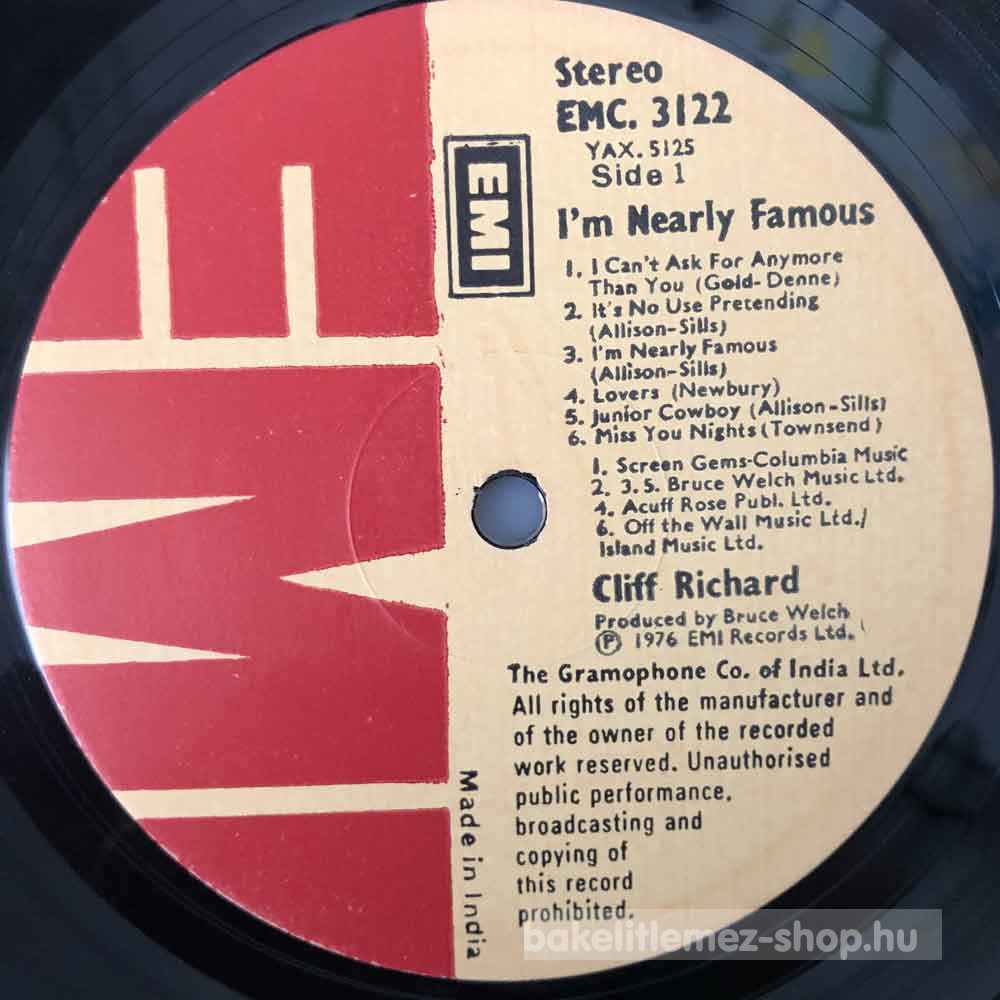 Stereo
EMC. 3122
YAX. 5125
Side 1
EMI
I'm Nearly Famous
1. I Can't Ask For Anymore
Than You (Gold-Denne)
2. It's No Use Pretending
(Allison-Sills)
3. I'm Nearly Famous
(Allison-Sills)
4. Lovers (Newbury)
5. Junior Cowboy (Allison-Sills)
6. Miss You Nights (Townsend)
1. Screen Gems-Columbia Music
2. 3.5. Bruce Welch Music Ltd.
4. Acuff Rose Publ. Ltd.
6. Off the Wall Music Ltd./
Island Music Ltd.
Cliff Richard
Produced by Bruce Welch
Ⓟ 1976 EMI Records Ltd.
The Gramophone Co. of India Ltd.
All rights of the manufacturer and
of the owner of the recorded
work reserved. Unauthorised
public performance,
broadcasting and
copying of
this record
prohibited.
Made in India
EMI
bakelitlemez-shop.hu